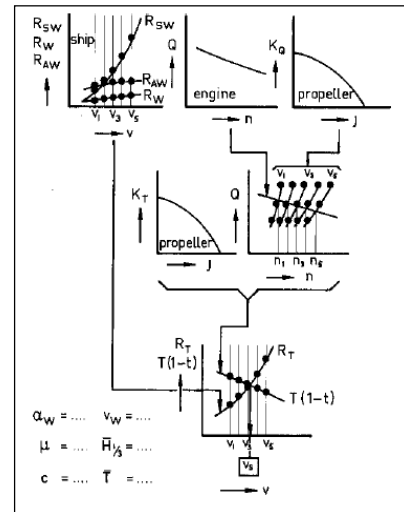 R_SW
R_W
R_AW
R_SW
ship
R_AW
R_W
V_1 V_3 V_5
v
Q
engine
n
K_Q
propeller
J
V_1 V_3 V_5
K_T
propeller
J
Q
n_1 n_3 n_5
n
R_T
T(1-t)
R_T
T(1-t)
V_1 V_3 V_5
V_S
v
α_W = .... v_W = ....
μ = .... H̅_1/3 = ....
c = .... T̅ = ....